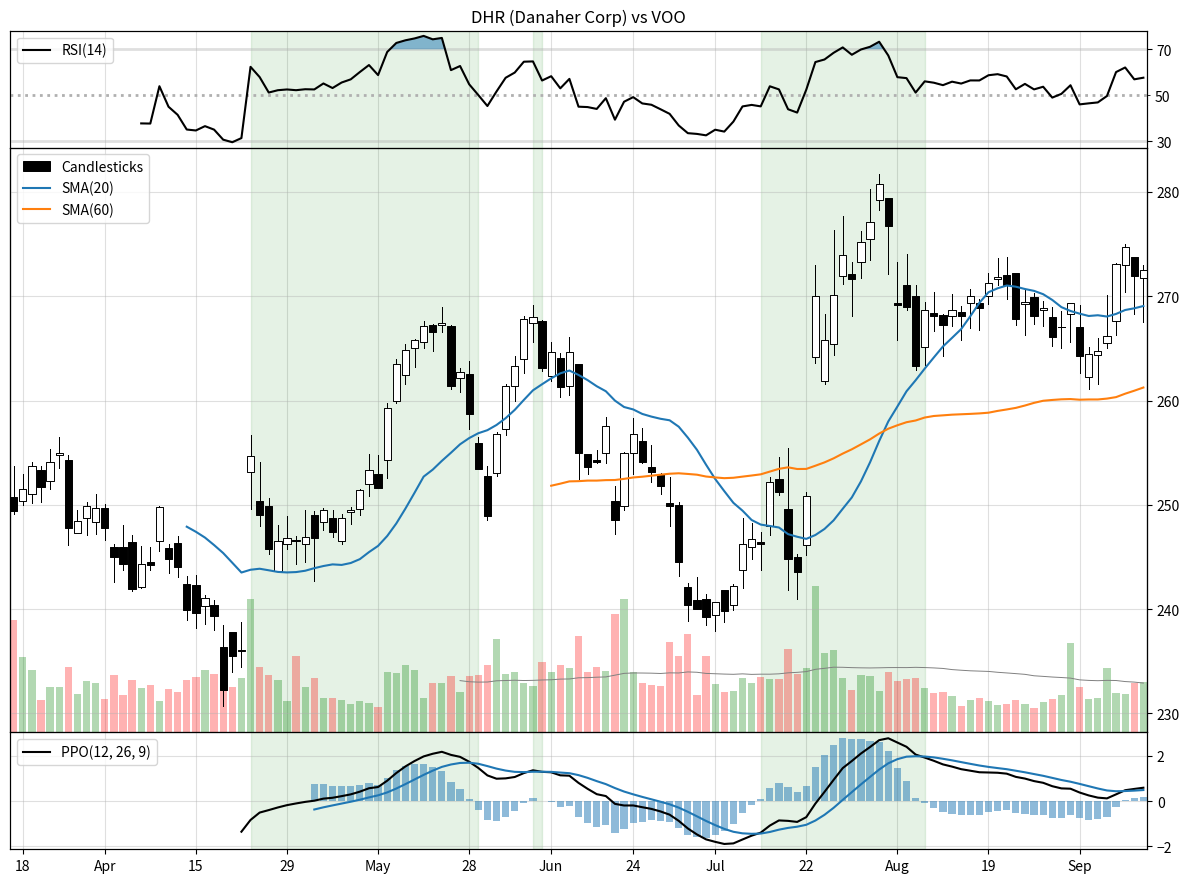 DHR (Danaher Corp) vs VOO
RSI(14)
70
50
30
Candlesticks
SMA(20)
SMA(60)
280
270
260
250
240
230
PPO(12, 26, 9)
2
0
−2
18 Apr 15 29 May 28 Jun 24 Jul 22 Aug 19 Sep